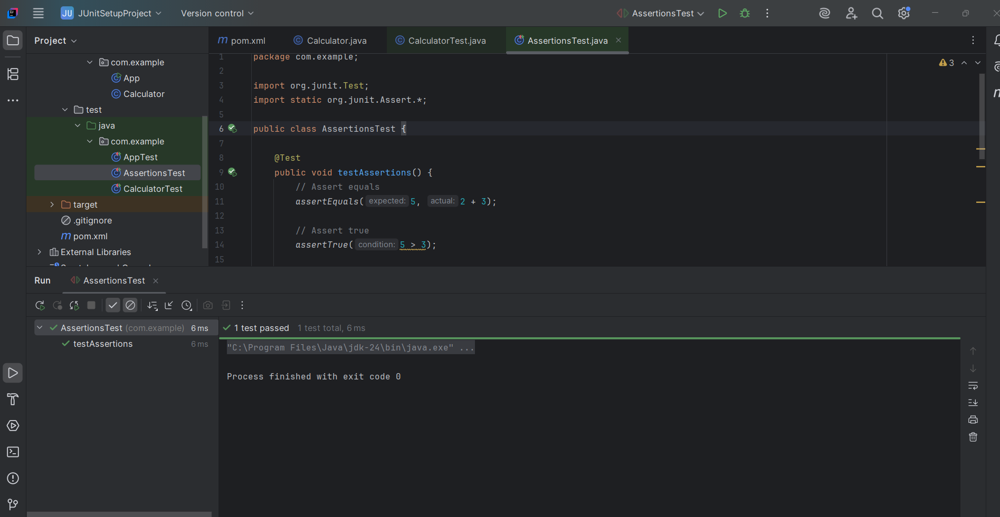 JU JUnitSetupProject Version control AssertionsTest
Project
pom.xml Calculator.java CalculatorTest.java AssertionsTest.java
com.example
App
Calculator
test
java
com.example
AppTest
AssertionsTest
CalculatorTest
target
.gitignore
pom.xml
External Libraries
3
1 package com.example;
2
3 import org.junit.Test;
4 import static org.junit.Assert.*;
5
6 public class AssertionsTest {
7
8 @Test
9 public void testAssertions() {
10 // Assert equals
11 assertEquals( expected: 5, actual: 2 + 3);
12
13 // Assert true
14 assertTrue( condition: 5 > 3);
15
Run AssertionsTest
AssertionsTest (com.example) 6 ms
testAssertions 6 ms
1 test passed 1 test total, 6 ms
"C:\Program Files\Java\jdk-24\bin\java.exe" ...
Process finished with exit code 0